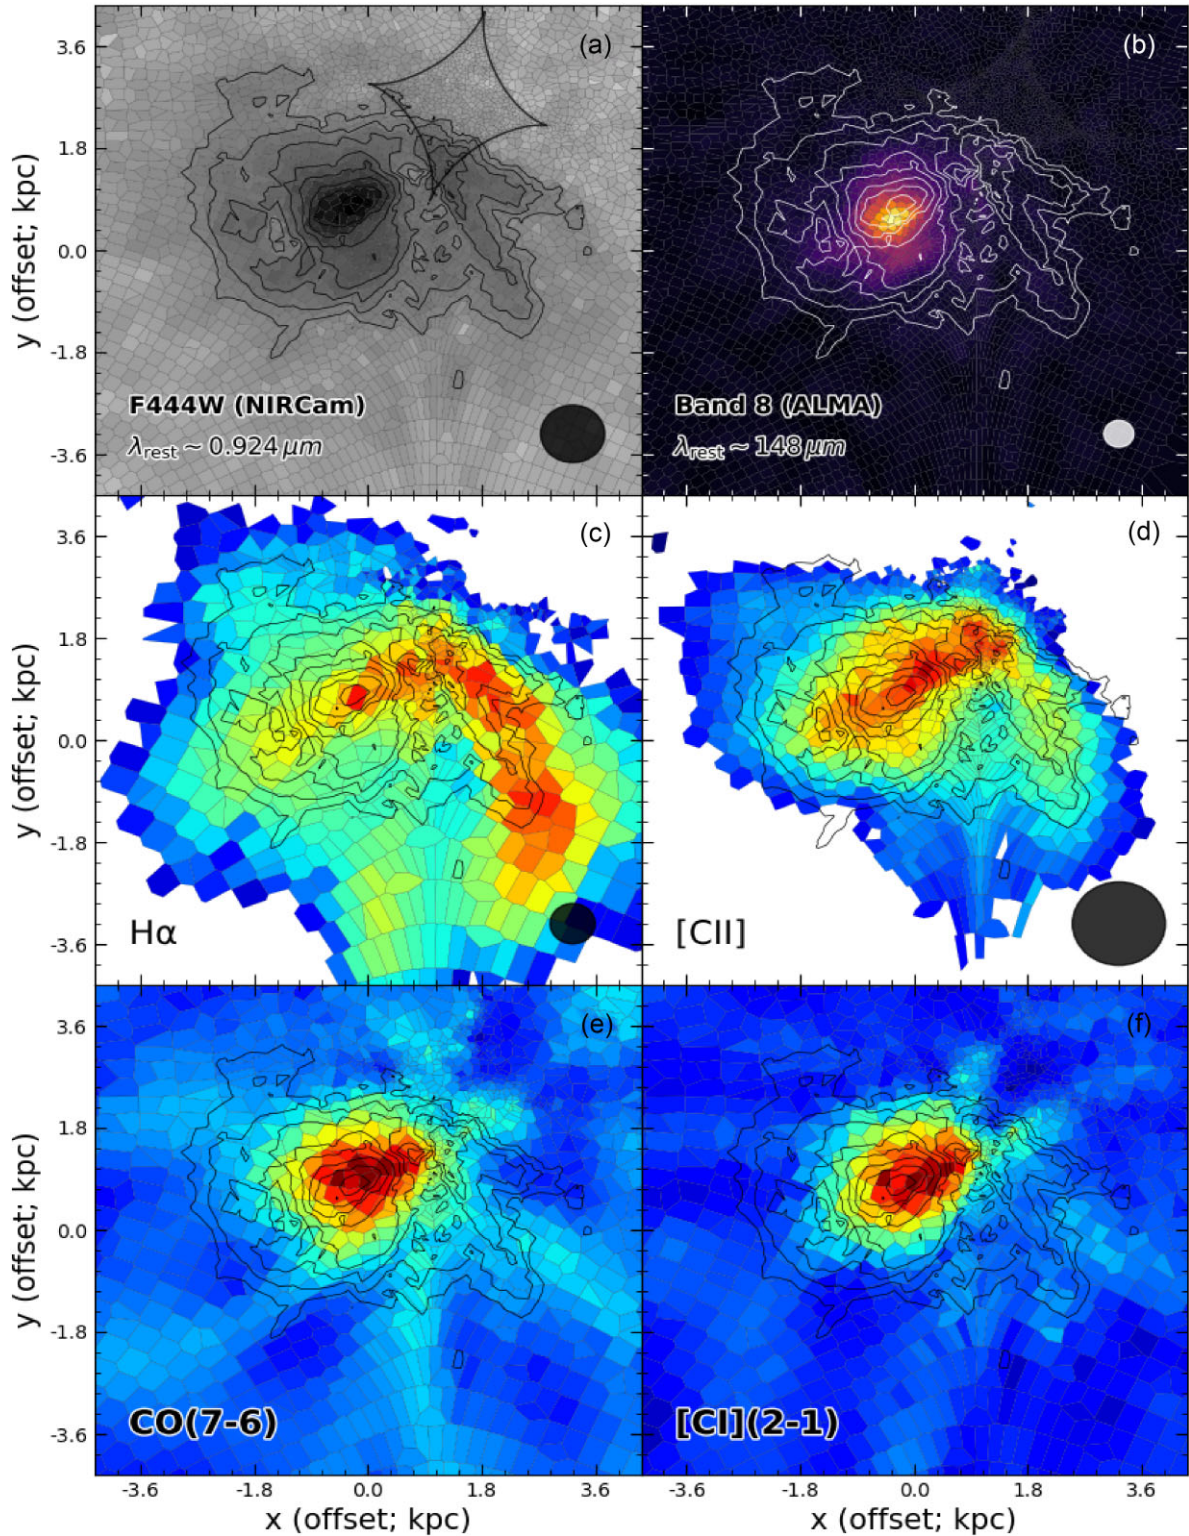 (a)
(b)
3.6
1.8
0.0
-1.8
-3.6
y (offset; kpc)
F444W (NIRCam)
λrest ~ 0.924 μm
Band 8 (ALMA)
λrest ~ 148 μm
(c)
(d)
3.6
1.8
0.0
-1.8
-3.6
y (offset; kpc)
Hα
[CII]
(e)
(f)
3.6
1.8
0.0
-1.8
-3.6
y (offset; kpc)
CO(7-6)
[CI](2-1)
-3.6 -1.8 0.0 1.8 3.6
-3.6 -1.8 0.0 1.8 3.6
x (offset; kpc)
x (offset; kpc)